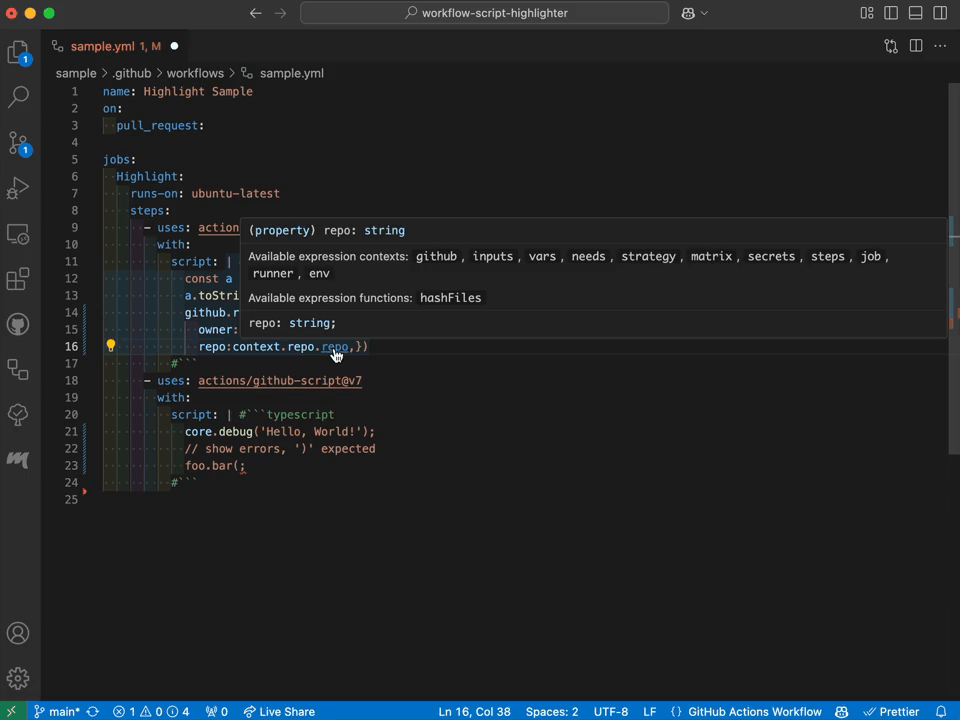 workflow-script-highlighter
sample.yml 1, M
sample > .github > workflows > sample.yml
1 name: Highlight Sample
2 on:
3 pull_request:
4
5 jobs:
6 Highlight:
7 runs-on: ubuntu-latest
8 steps:
9 - uses: action
10 with:
11 script: |
12 const a
13 a.toStri
14 github.r
15 owner:
16 repo:context.repo.repo,})
17 #```
18 - uses: actions/github-script@v7
19 with:
20 script: | #```typescript
21 core.debug('Hello, World!');
22 // show errors, ')' expected
23 foo.bar(;
24 #```
25
(property) repo: string
Available expression contexts: github, inputs, vars, needs, strategy, matrix, secrets, steps, job,
runner, env
Available expression functions: hashFiles
repo: string;
1
1
main* 1 0 4 0 Live Share Ln 16, Col 38 Spaces: 2 UTF-8 LF {} GitHub Actions Workflow Prettier